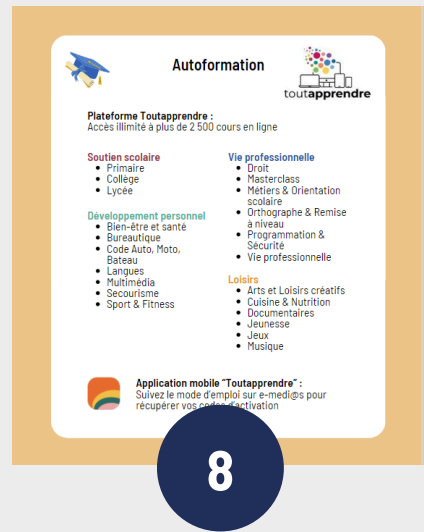 Autoformation
toutapprendre
Plateforme Toutapprendre :
Accès illimité à plus de 2 500 cours en ligne
Soutien scolaire
• Primaire
• Collège
• Lycée
Développement personnel
• Bien-être et santé
• Bureautique
• Code Auto, Moto,
Bateau
• Langues
• Multimédia
• Secourisme
• Sport & Fitness
Vie professionnelle
• Droit
• Masterclass
• Métiers & Orientation
scolaire
• Orthographe & Remise
à niveau
• Programmation &
Sécurité
• Vie professionnelle
Loisirs
• Arts et Loisirs créatifs
• Cuisine & Nutrition
• Documentaires
• Jeunesse
• Jeux
• Musique
Application mobile "Toutapprendre" :
Suivez le mode d'emploi sur e-medi@s pour
récupérer vos codes d'activation
8